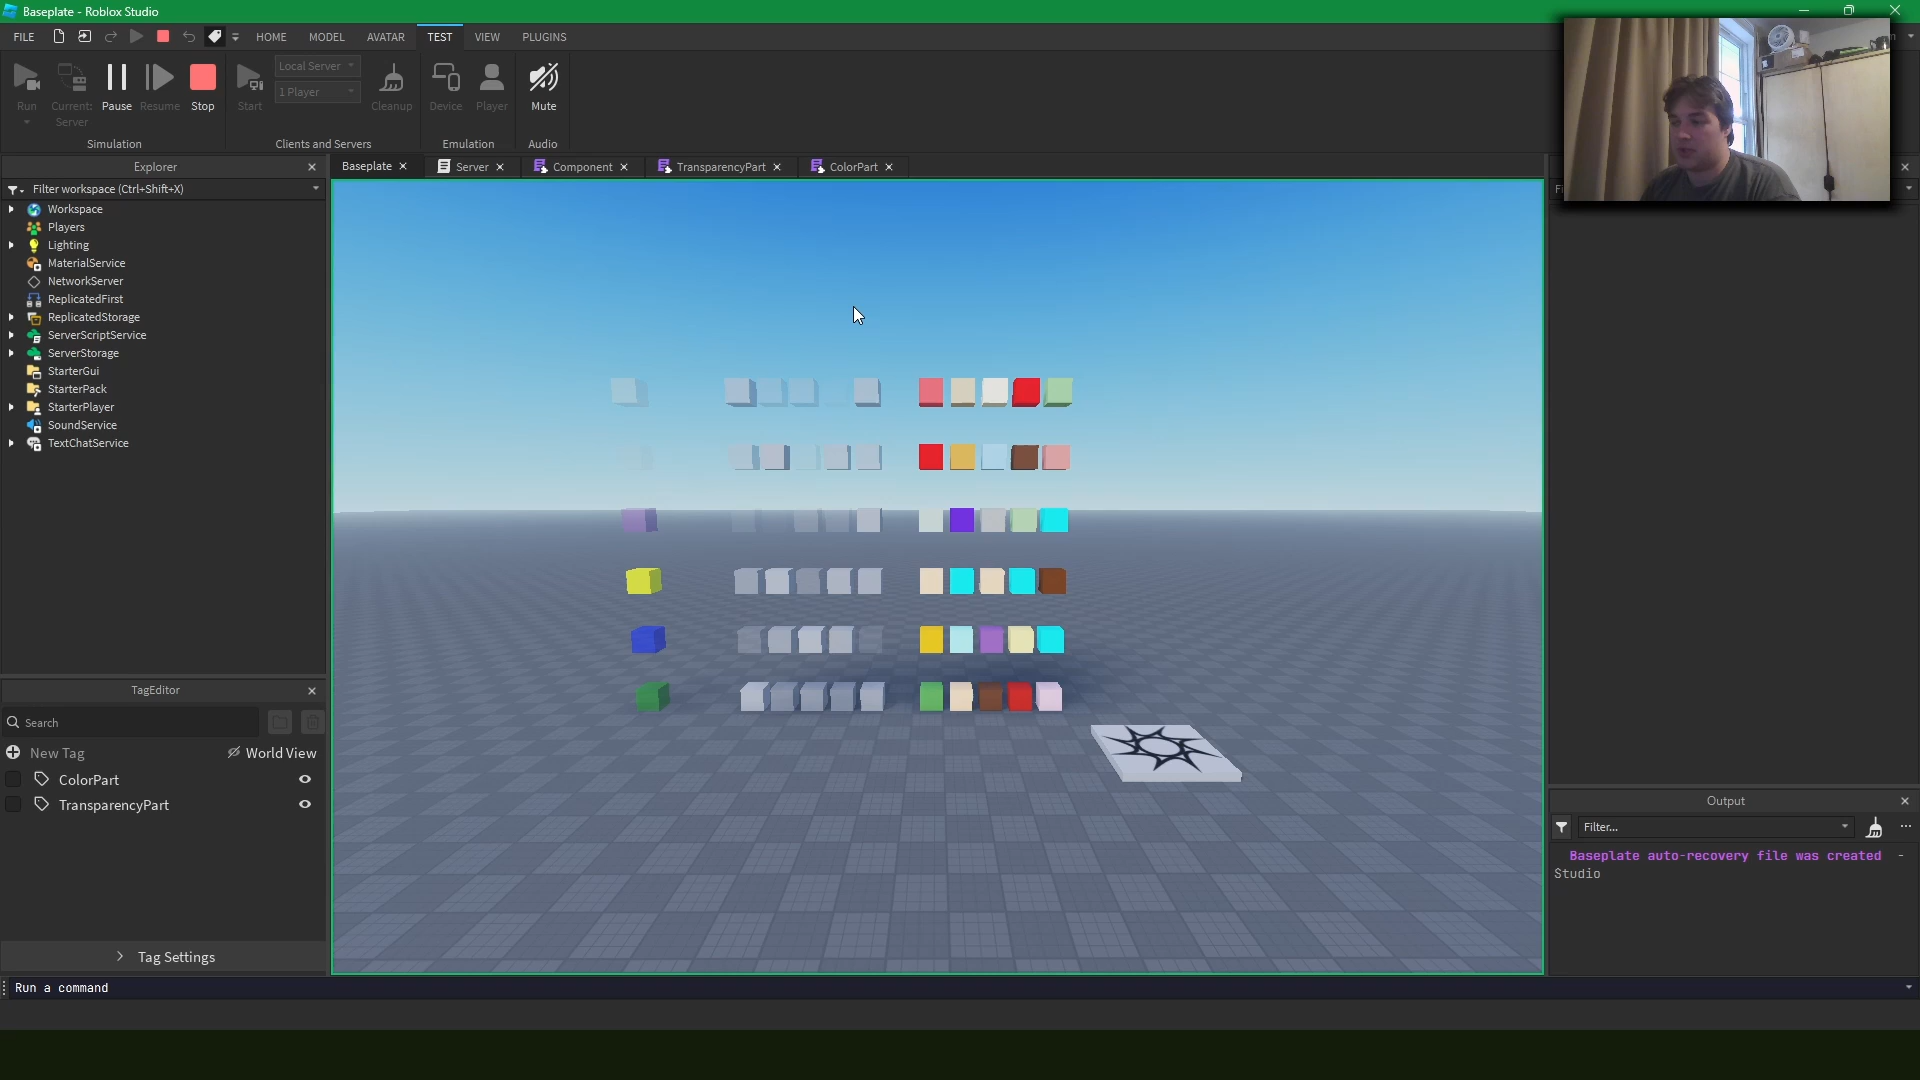 Baseplate - Roblox Studio
FILE HOME MODEL AVATAR TEST VIEW PLUGINS
Run
Current:
Server
Pause
Resume
Stop
Simulation
Start
Local Server
1 Player
Cleanup
Clients and Servers
Device
Player
Emulation
Mute
Audio
Explorer
Filter workspace (Ctrl+Shift+X)
Workspace
Players
Lighting
MaterialService
NetworkServer
ReplicatedFirst
ReplicatedStorage
ServerScriptService
ServerStorage
StarterGui
StarterPack
StarterPlayer
SoundService
TextChatService
Baseplate
Server
Component
TransparencyPart
ColorPart
TagEditor
Search
New Tag
World View
ColorPart
TransparencyPart
Tag Settings
Output
Filter...
Baseplate auto-recovery file was created -
Studio
Run a command